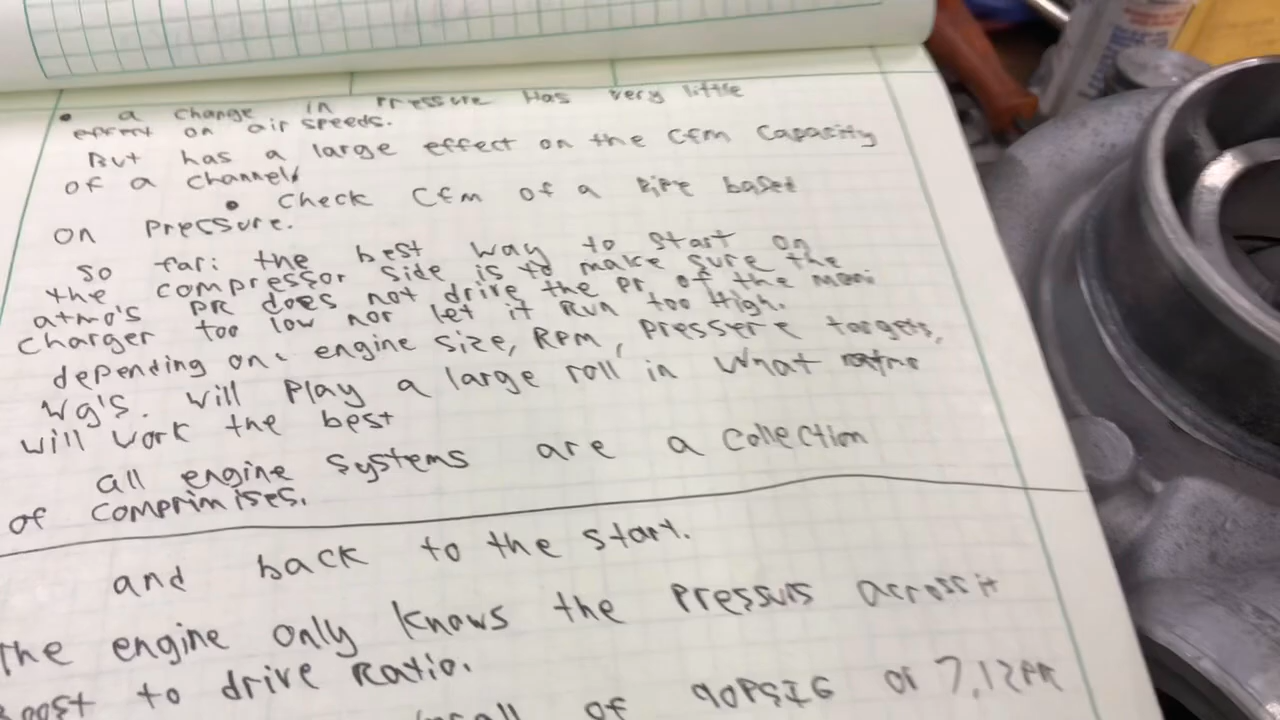 • a change in Pressure Has very little
effect on air speeds.
But has a large effect on the Cfm Capacity
of a channel,
• Check Cfm of a PiPe based
on Pressure.
so far: the best way to start on
the compressor side is to make sure the
atmo's PR does not drive the Pr. of the Mani
charger too low nor let it Run too High.
depending on: engine size, RPM, Pressere targets,
Wg's. will Play a large roll in What
will work the best
all engine Systems are a Collection
of comprimises.
and back to the start.
The engine only knows the Pressurs across it
Boost to drive Ratio.
of 90PSIG or 7.12PR